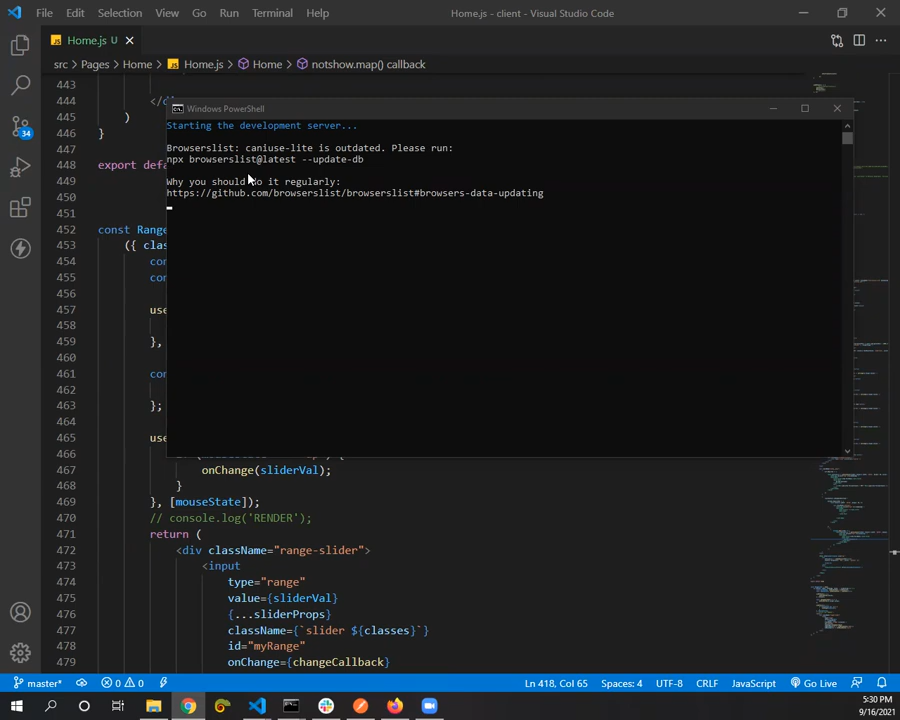 File Edit Selection View Go Run Terminal Help Home.js - client - Visual Studio Code
JS Home.js U
src > Pages > Home > JS Home.js > Home > notshow.map() callback
443
444 </d
445 )
446 }
447
448 export defa
449
450
451
452 const Rang
453 ({ clas
454 con
455 con
456
457 use
458
459 },
460
461 con
462
463 };
464
465 use
467 onChange(sliderVal);
468 }
469 }, [mouseState]);
470 // console.log('RENDER');
471 return (
472 <div className="range-slider">
473 <input
474 type="range"
475 value={sliderVal}
476 {...sliderProps}
477 className={`slider ${classes}`}
478 id="myRange"
479 onChange={changeCallback}
Windows PowerShell
Starting the development server...
Browserslist: caniuse-lite is outdated. Please run:
npx browserslist@latest --update-db
Why you should do it regularly:
https://github.com/browserslist/browserslist#browsers-data-updating
34
master* 0 0 Ln 418, Col 65 Spaces: 4 UTF-8 CRLF JavaScript Go Live
5:30 PM
9/16/2021